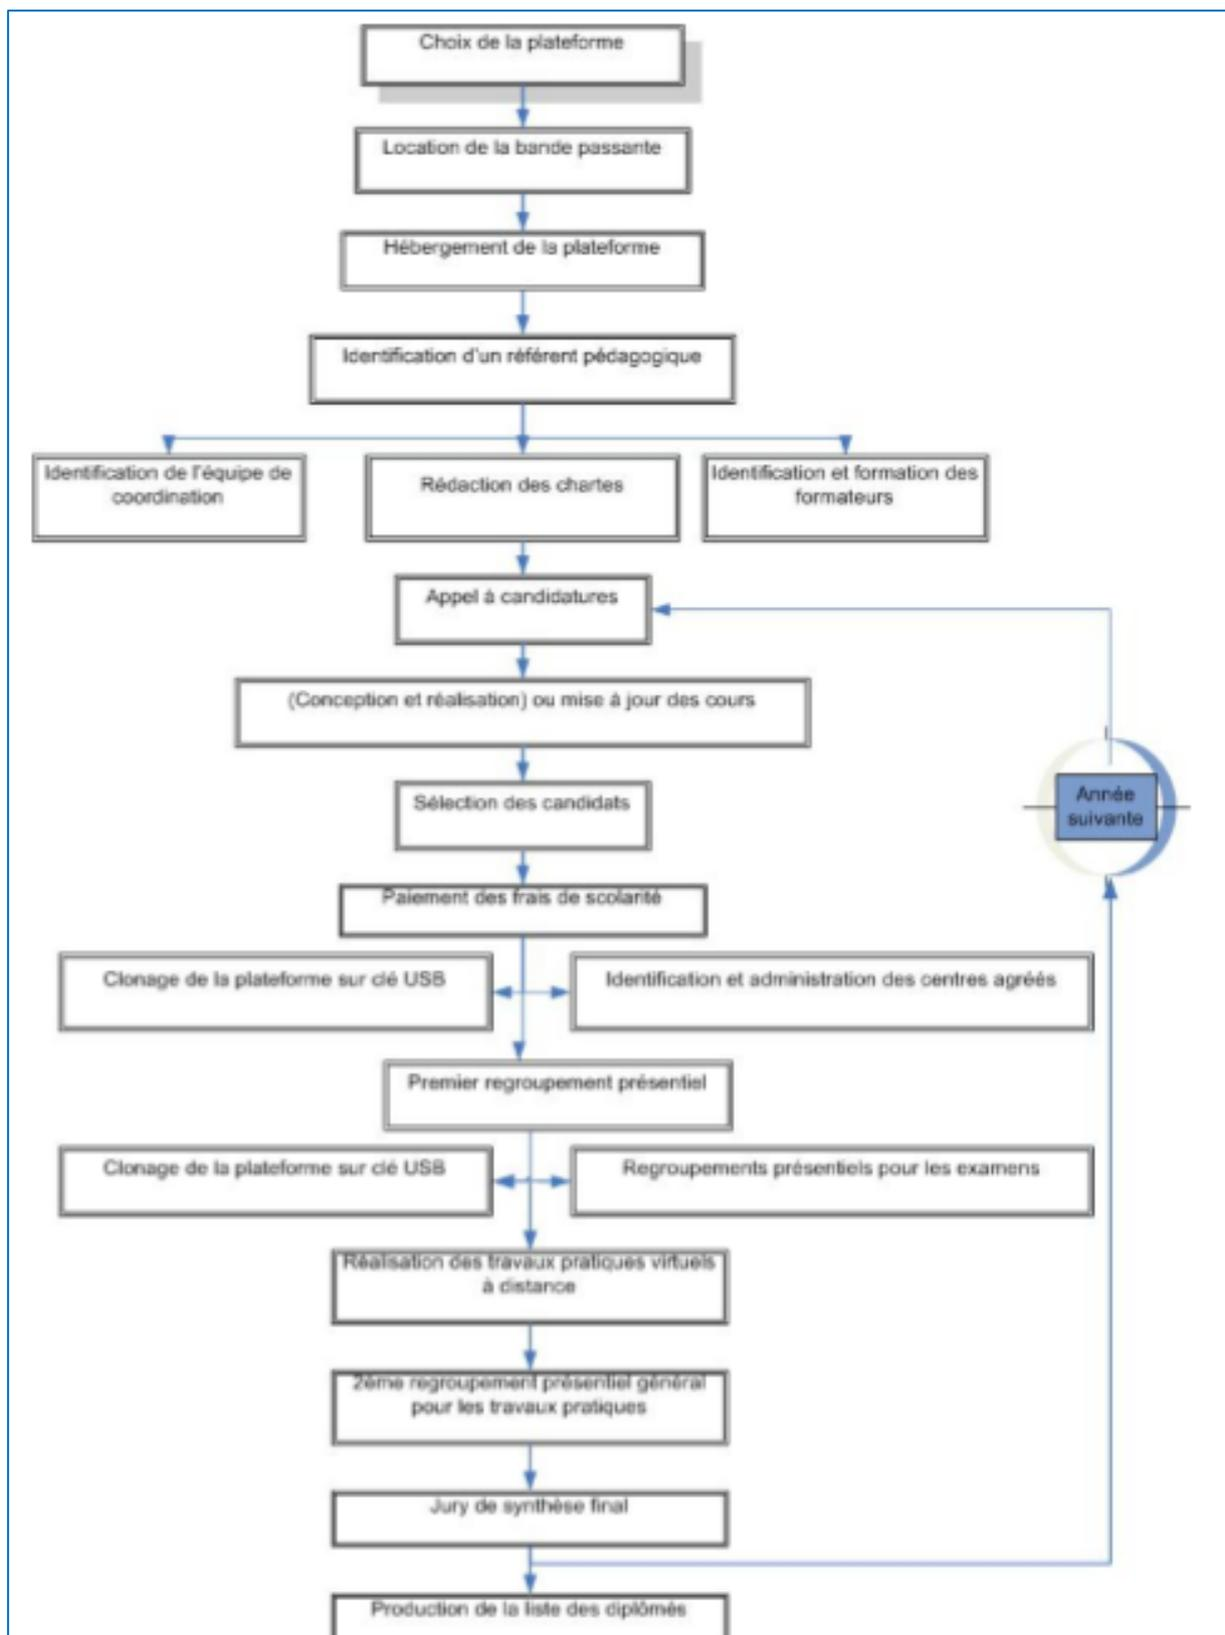 Choix de la plateforme
Location de la bande passante
Hébergement de la plateforme
Identification d'un référent pédagogique
Identification de l'équipe de
coordination
Rédaction des chartes
Identification et formation des
formateurs
Appel à candidatures
(Conception et réalisation) ou mise à jour des cours
Sélection des candidats
Année
suivante
Paiement des frais de scolarité
Clonage de la plateforme sur clé USB
Identification et administration des centres agréés
Premier regroupement présentiel
Clonage de la plateforme sur clé USB
Regroupements présentiels pour les examens
Réalisation des travaux pratiques virtuels
à distance
2ème regroupement présentiel général
pour les travaux pratiques
Jury de synthèse final
Production de la liste des diplômés